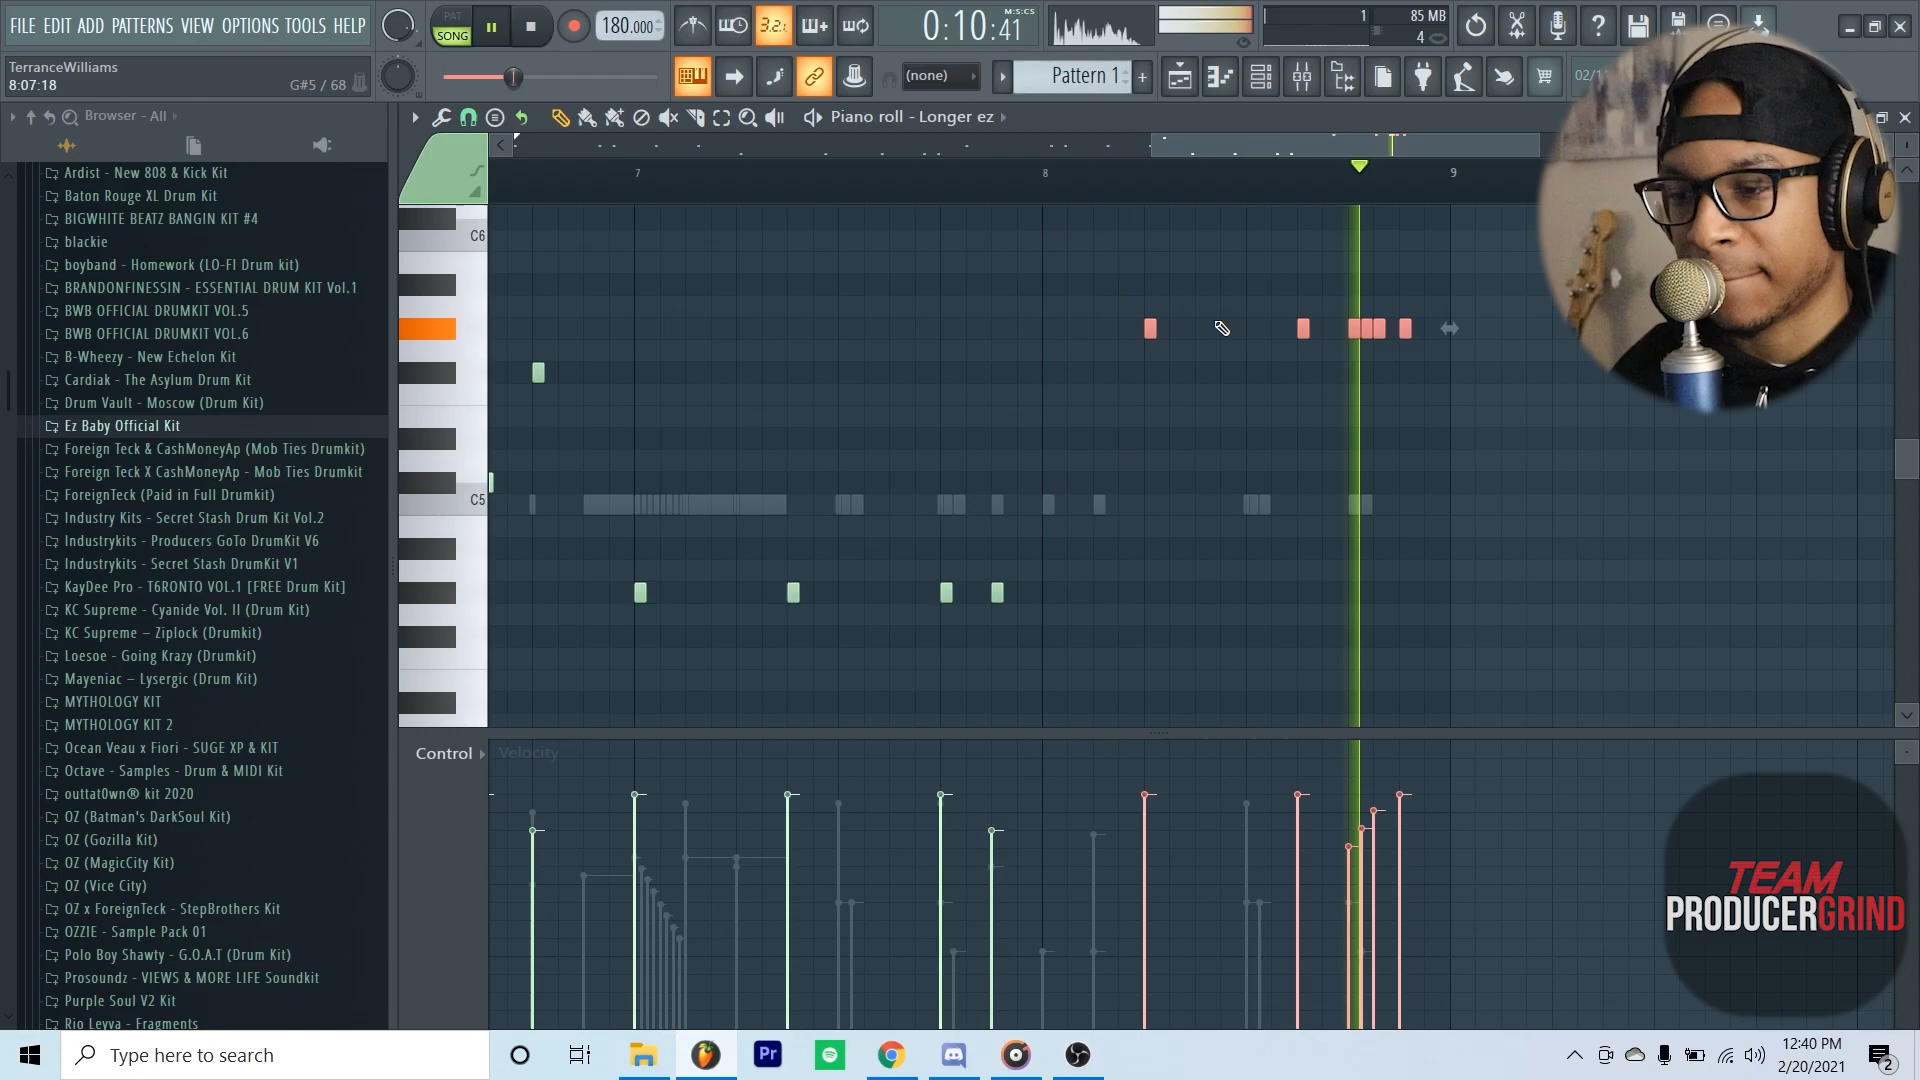 FILE EDIT ADD PATTERNS VIEW OPTIONS TOOLS HELP
PAT
SONG
180.000
3.2.1
0:10:41
M:S:CS
1
85 MB
4
TerranceWilliams
8:07:18
G#5 / 68
(none)
Pattern 1
Browser - All
Piano roll - Longer ez
Ardist - New 808 & Kick Kit
Baton Rouge XL Drum Kit
BIGWHITE BEATZ BANGIN KIT #4
blackie
boyband - Homework (LO-FI Drum kit)
BRANDONFINESSIN - ESSENTIAL DRUM KIT Vol.1
BWB OFFICIAL DRUMKIT VOL.5
BWB OFFICIAL DRUMKIT VOL.6
B-Wheezy - New Echelon Kit
Cardiak - The Asylum Drum Kit
Drum Vault - Moscow (Drum Kit)
Ez Baby Official Kit
Foreign Teck & CashMoneyAp (Mob Ties Drumkit)
Foreign Teck X CashMoneyAp - Mob Ties Drumkit
ForeignTeck (Paid in Full Drumkit)
Industry Kits - Secret Stash Drum Kit Vol.2
Industrykits - Producers GoTo DrumKit V6
Industrykits - Secret Stash DrumKit V1
KayDee Pro - T6RONTO VOL.1 [FREE Drum Kit]
KC Supreme - Cyanide Vol. II (Drum Kit)
KC Supreme – Ziplock (Drumkit)
Loesoe - Going Krazy (Drumkit)
Mayeniac – Lysergic (Drum Kit)
MYTHOLOGY KIT
MYTHOLOGY KIT 2
Ocean Veau x Fiori - SUGE XP & KIT
Octave - Samples - Drum & MIDI Kit
outtat0wn® kit 2020
OZ (Batman's DarkSoul Kit)
OZ (Gozilla Kit)
OZ (MagicCity Kit)
OZ (Vice City)
OZ x ForeignTeck - StepBrothers Kit
OZZIE - Sample Pack 01
Polo Boy Shawty - G.O.A.T (Drum Kit)
Prosoundz - VIEWS & MORE LIFE Soundkit
Purple Soul V2 Kit
Rio Leyva - Fragments
7
8
9
C6
C5
Control
Velocity
TEAM
PRODUCERGRIND
Type here to search
Pr
12:40 PM
2/20/2021
2